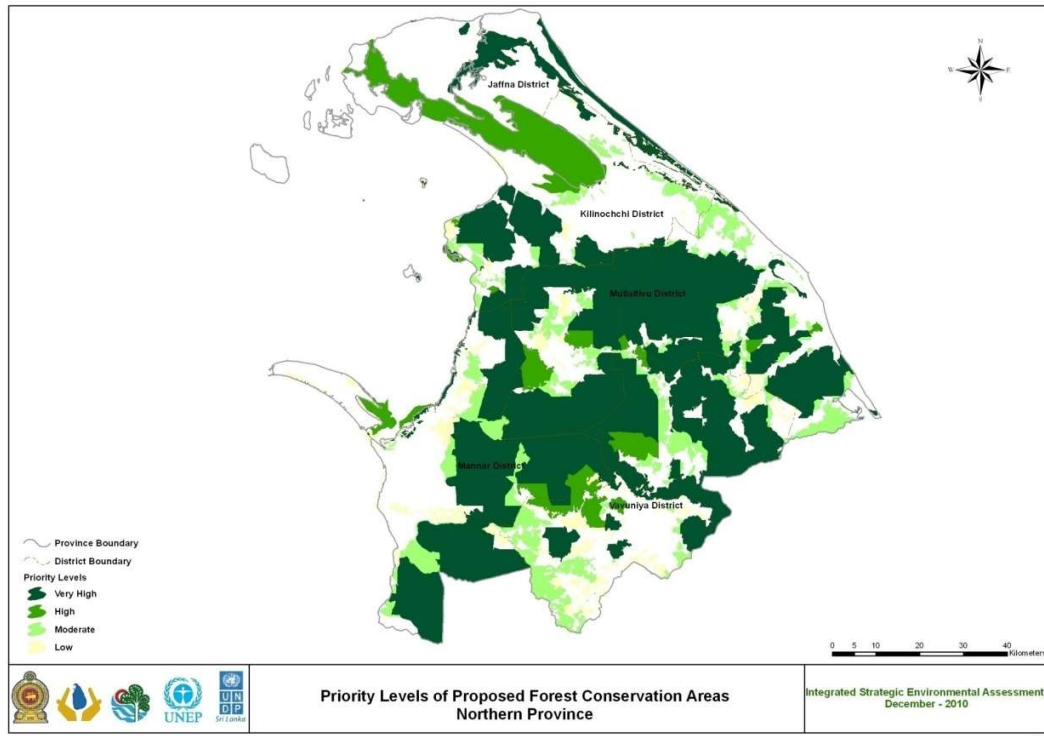 N
W E
S
Jaffna District
Kilinochchi District
Mullaitivu District
Mannar District
Vavuniya District
Province Boundary
District Boundary
Priority Levels
Very High
High
Moderate
Low
0 5 10 20 30 40
Kilometers
UNEP
U N
D P
Sri Lanka
Priority Levels of Proposed Forest Conservation Areas
Northern Province
Integrated Strategic Environmental Assessment
December - 2010